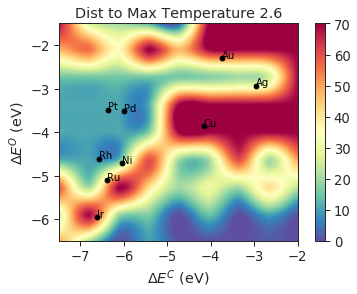 Dist to Max Temperature 2.6
−2
−3
−4
−5
−6
ΔE^O (eV)
Au
Ag
Pt
Pd
Cu
Rh
Ni
Ru
Ir
−7
−6
−5
−4
−3
−2
ΔE^C (eV)
70
60
50
40
30
20
10
0